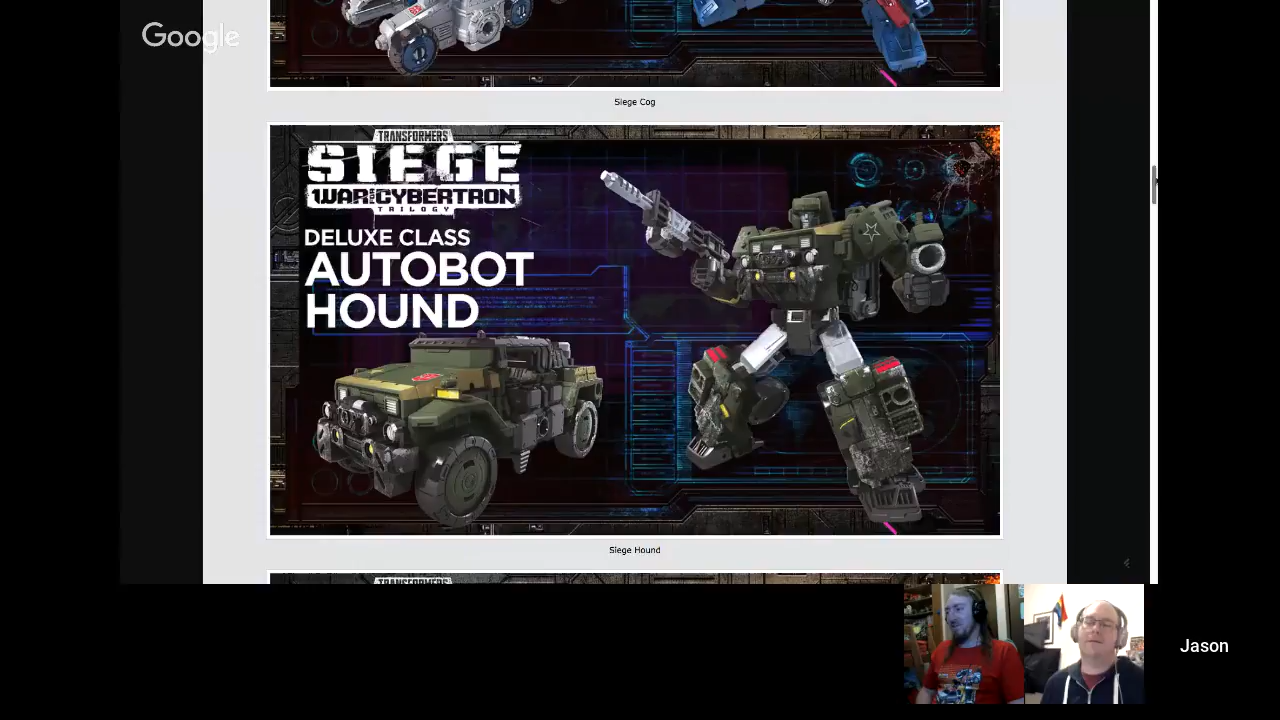 Google
Siege Cog
TRANSFORMERS
SIEGE
WAR FOR CYBERTRON
TRILOGY
DELUXE CLASS
AUTOBOT
HOUND
Siege Hound
TRANSFORMERS
Jason